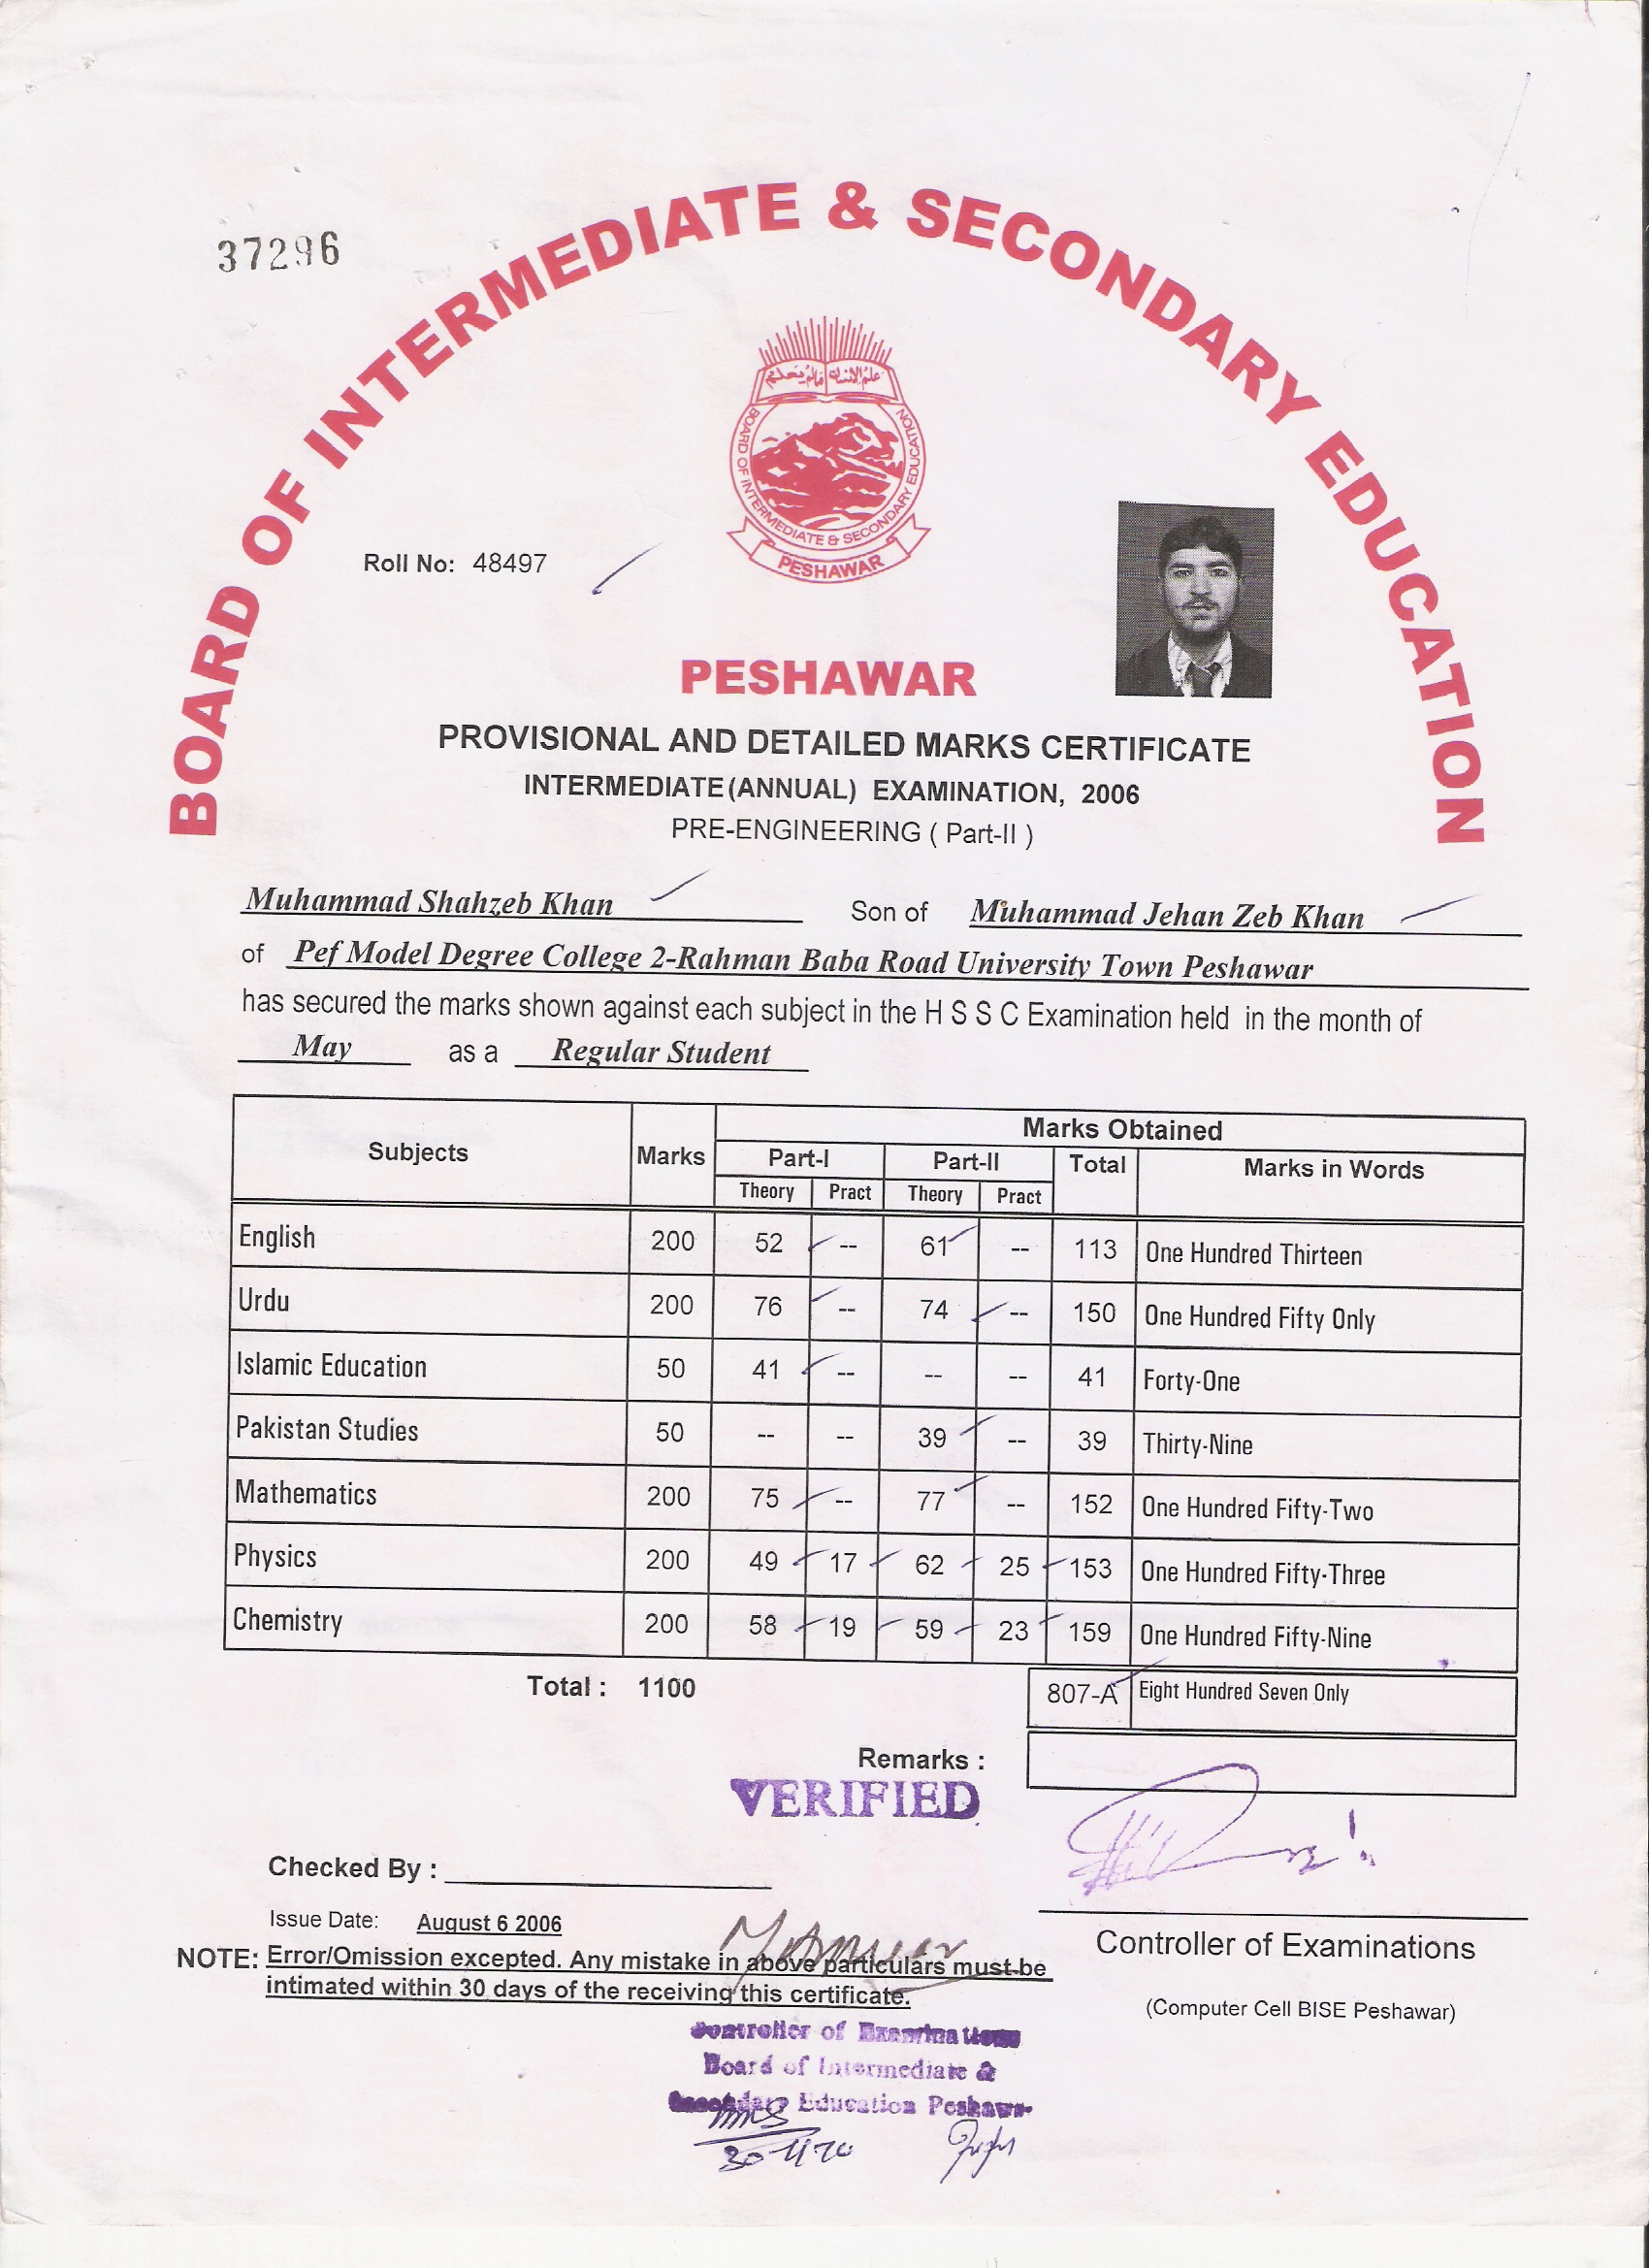 37296
BOARD OF INTERMEDIATE & SECONDARY EDUCATION
علم الانسان مالم يعلم
BOARD OF INTERMEDIATE & SECONDARY EDUCATION
PESHAWAR
Roll No: 48497
PESHAWAR
PROVISIONAL AND DETAILED MARKS CERTIFICATE
INTERMEDIATE (ANNUAL) EXAMINATION, 2006
PRE-ENGINEERING ( Part-II )
Muhammad Shahzeb Khan Son of Muhammad Jehan Zeb Khan
of Pef Model Degree College 2-Rahman Baba Road University Town Peshawar
has secured the marks shown against each subject in the H S S C Examination held in the month of
May as a Regular Student
Subjects Marks Marks Obtained
Part-I Part-II Total Marks in Words
Theory Pract Theory Pract
English 200 52 -- 61 -- 113 One Hundred Thirteen
Urdu 200 76 -- 74 -- 150 One Hundred Fifty Only
Islamic Education 50 41 -- -- -- 41 Forty-One
Pakistan Studies 50 -- -- 39 -- 39 Thirty-Nine
Mathematics 200 75 -- 77 -- 152 One Hundred Fifty-Two
Physics 200 49 17 62 25 153 One Hundred Fifty-Three
Chemistry 200 58 19 59 23 159 One Hundred Fifty-Nine
Total : 1100 807-A Eight Hundred Seven Only
Remarks :
VERIFIED
Checked By :
Issue Date: August 6 2006
NOTE: Error/Omission excepted. Any mistake in above particulars must be
intimated within 30 days of the receiving this certificate.
Controller of Examinations
(Computer Cell BISE Peshawar)
Controller of Examinations
Board of Intermediate &
Secondary Education Peshawar